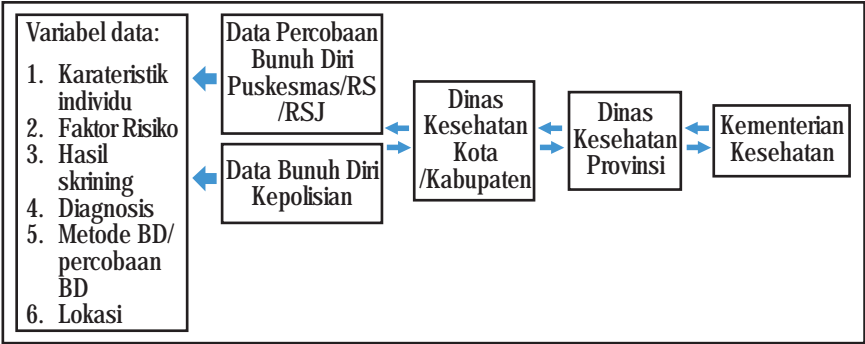 Variabel data:
1. Karateristik
individu
2. Faktor Risiko
3. Hasil
skrining
4. Diagnosis
5. Metode BD/
percobaan
BD
6. Lokasi
Data Percobaan
Bunuh Diri
Puskesmas/RS
/RSJ
Data Bunuh Diri
Kepolisian
Dinas
Kesehatan
Kota
/Kabupaten
Dinas
Kesehatan
Provinsi
Kementerian
Kesehatan